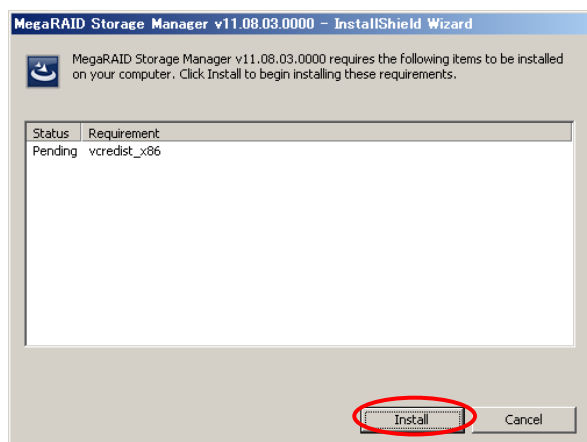 MegaRAID Storage Manager v11.08.03.0000 - InstallShield Wizard
MegaRAID Storage Manager v11.08.03.0000 requires the following items to be installed
on your computer. Click Install to begin installing these requirements.
Status Requirement
Pending vcredist_x86
Install Cancel